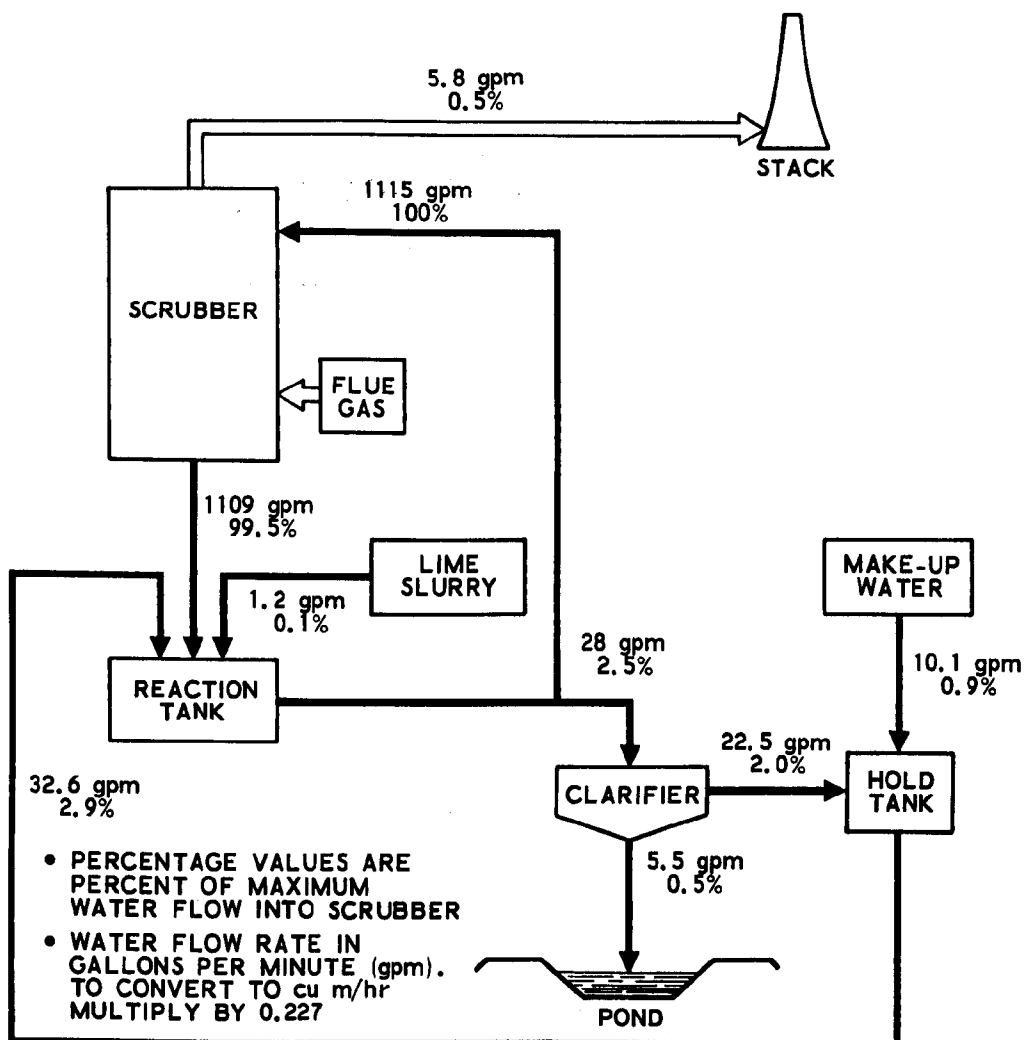 5.8 gpm
0.5%
STACK
1115 gpm
100%
SCRUBBER
FLUE
GAS
1109 gpm
99.5%
LIME
SLURRY
MAKE-UP
WATER
1.2 gpm
0.1%
28 gpm
2.5%
10.1 gpm
0.9%
REACTION
TANK
22.5 gpm
2.0%
HOLD
TANK
32.6 gpm
2.9%
CLARIFIER
5.5 gpm
0.5%
• PERCENTAGE VALUES ARE
PERCENT OF MAXIMUM
WATER FLOW INTO SCRUBBER
• WATER FLOW RATE IN
GALLONS PER MINUTE (gpm).
TO CONVERT TO cu m/hr
MULTIPLY BY 0.227
POND